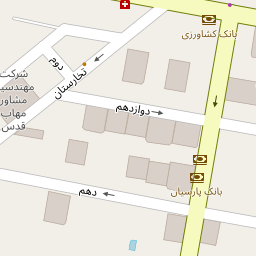 بانک کشاورزی
دوم
نگارستان
شرکت
مهندسی
مشاور
مهاب
قدس
دوازدهم
بانک پارسیان
دهم